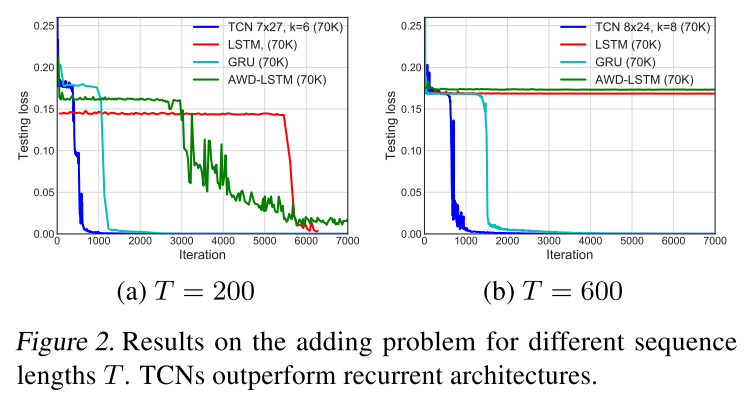 TCN 7x27, k=6 (70K)
LSTM, (70K)
GRU (70K)
AWD-LSTM (70K)
0.25
0.20
0.15
0.10
0.05
0.00
Testing loss
0 1000 2000 3000 4000 5000 6000 7000
Iteration
(a) T = 200
TCN 8x24, k=8 (70K)
LSTM (70K)
GRU (70K)
AWD-LSTM (70K)
0.25
0.20
0.15
0.10
0.05
0.00
Testing loss
0 1000 2000 3000 4000 5000 6000 7000
Iteration
(b) T = 600
Figure 2. Results on the adding problem for different sequence
lengths T. TCNs outperform recurrent architectures.